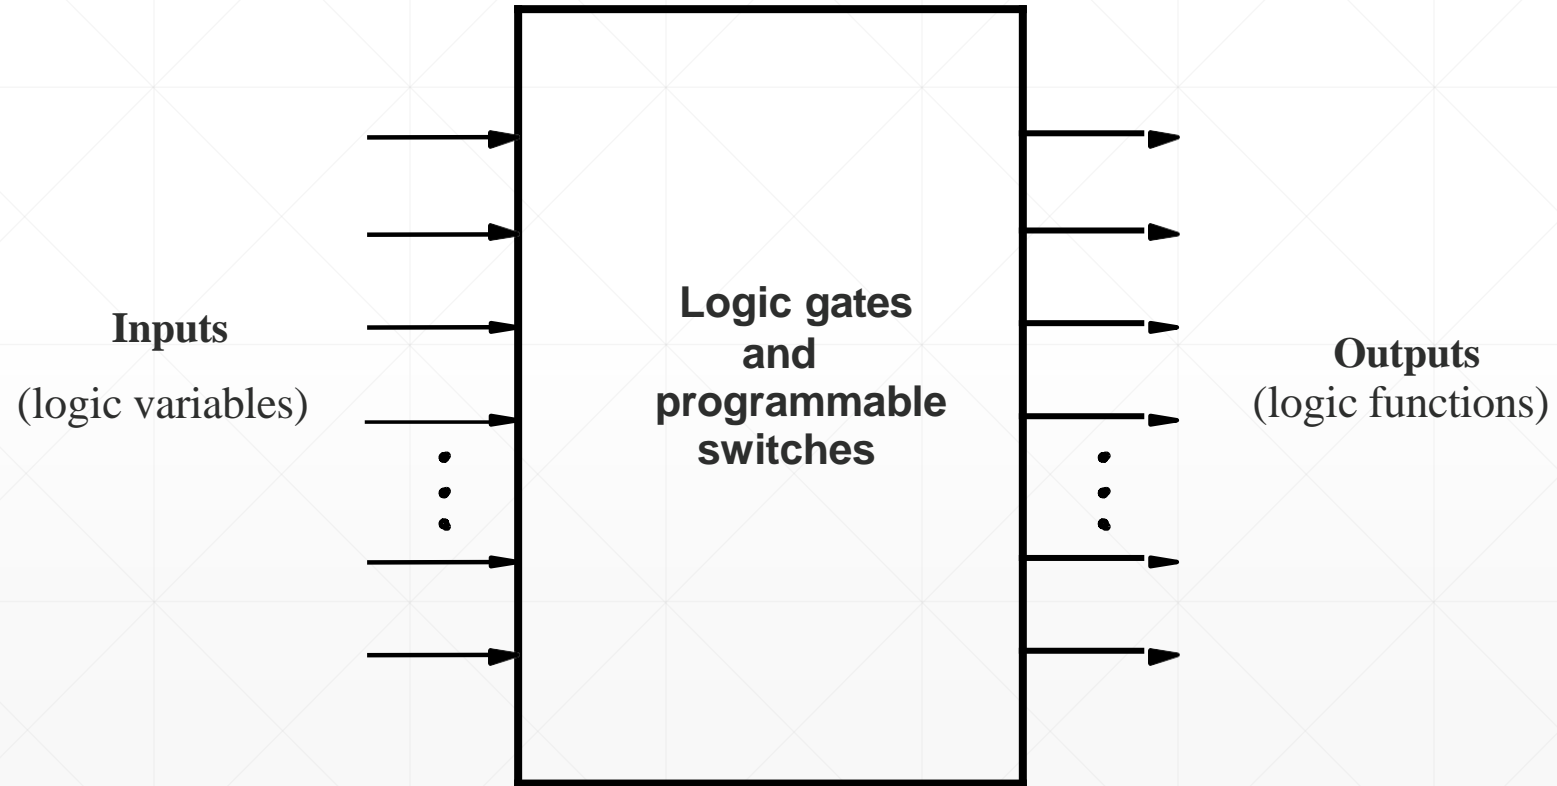 Inputs
(logic variables)
Logic gates
and
programmable
switches
Outputs
(logic functions)